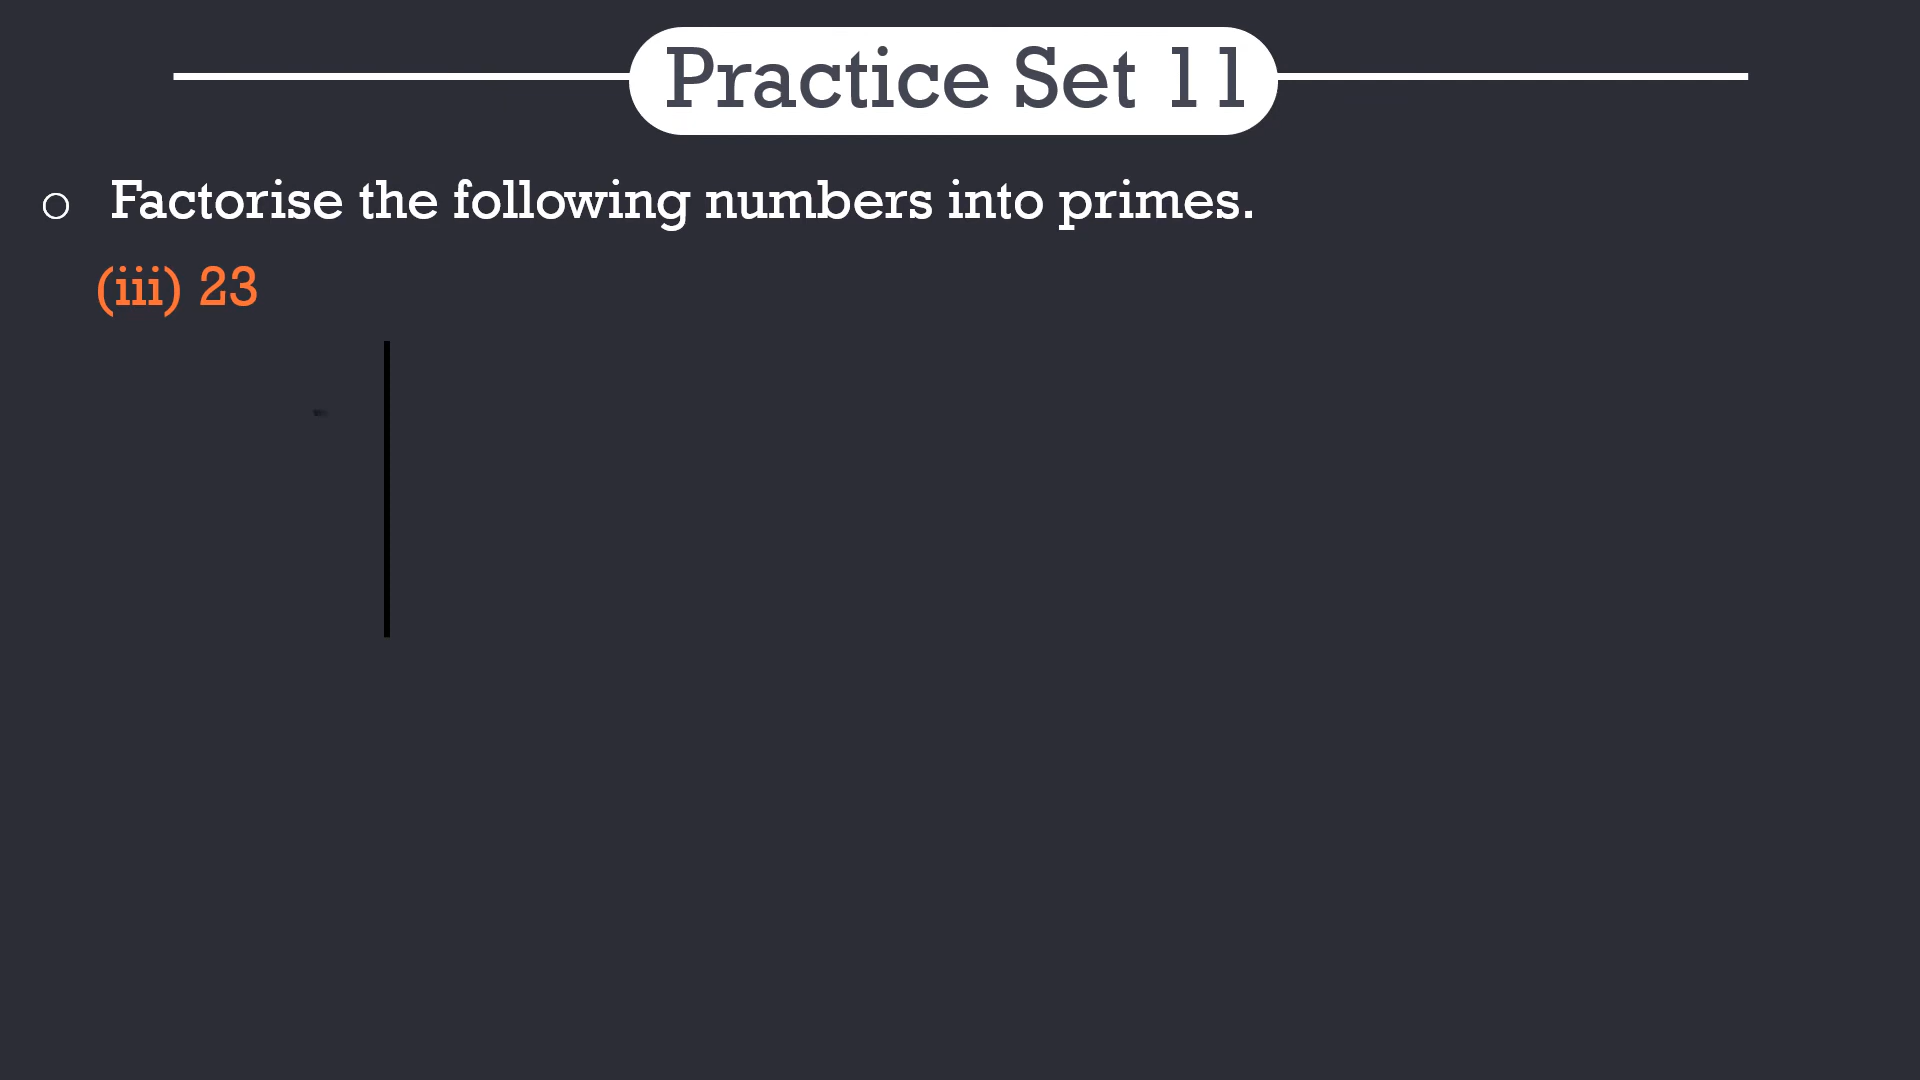 Practice Set 11
○ Factorise the following numbers into primes.
(iii) 23